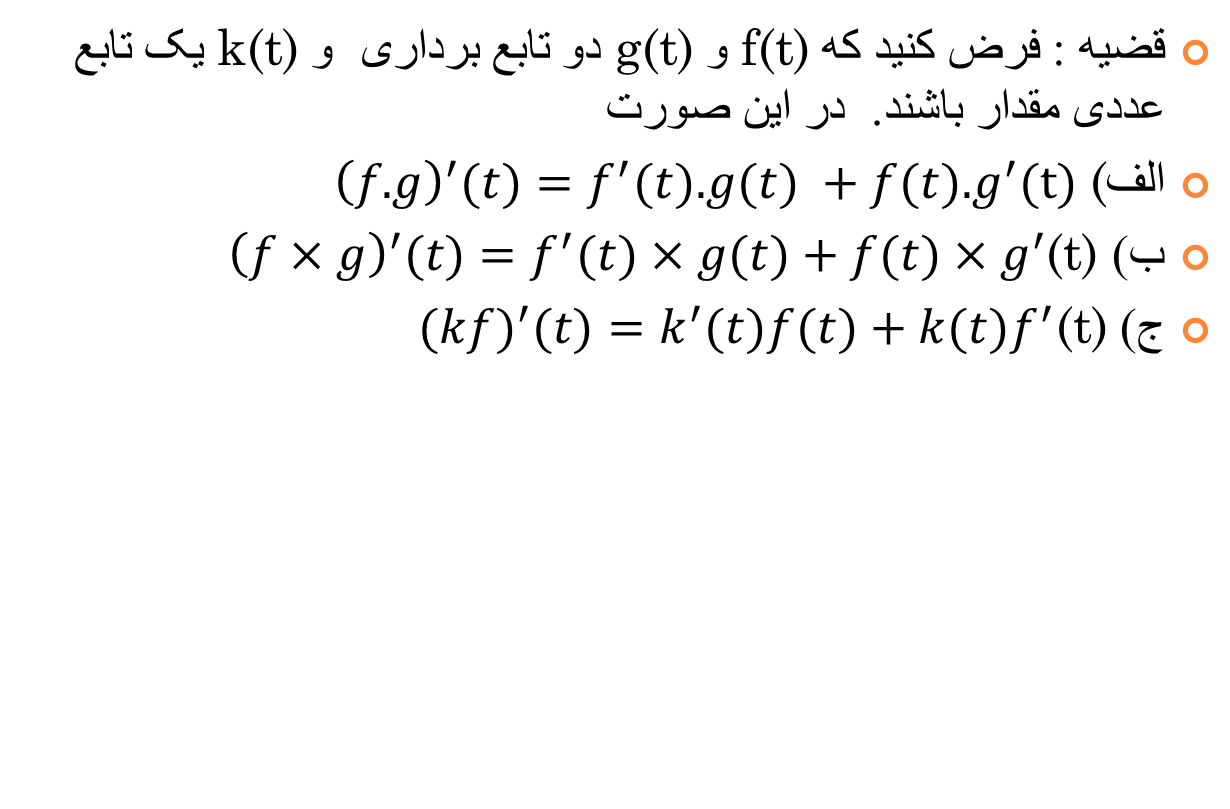 قضیه : فرض کنید که f(t) و g(t) دو تابع برداری و k(t) یک تابع
عددی مقدار باشند. در این صورت
الف) (f.g)′(t) = f′(t).g(t) + f(t).g′(t)
ب) (f × g)′(t) = f′(t) × g(t) + f(t) × g′(t)
ج) (kf)′(t) = k′(t)f(t) + k(t)f′(t)